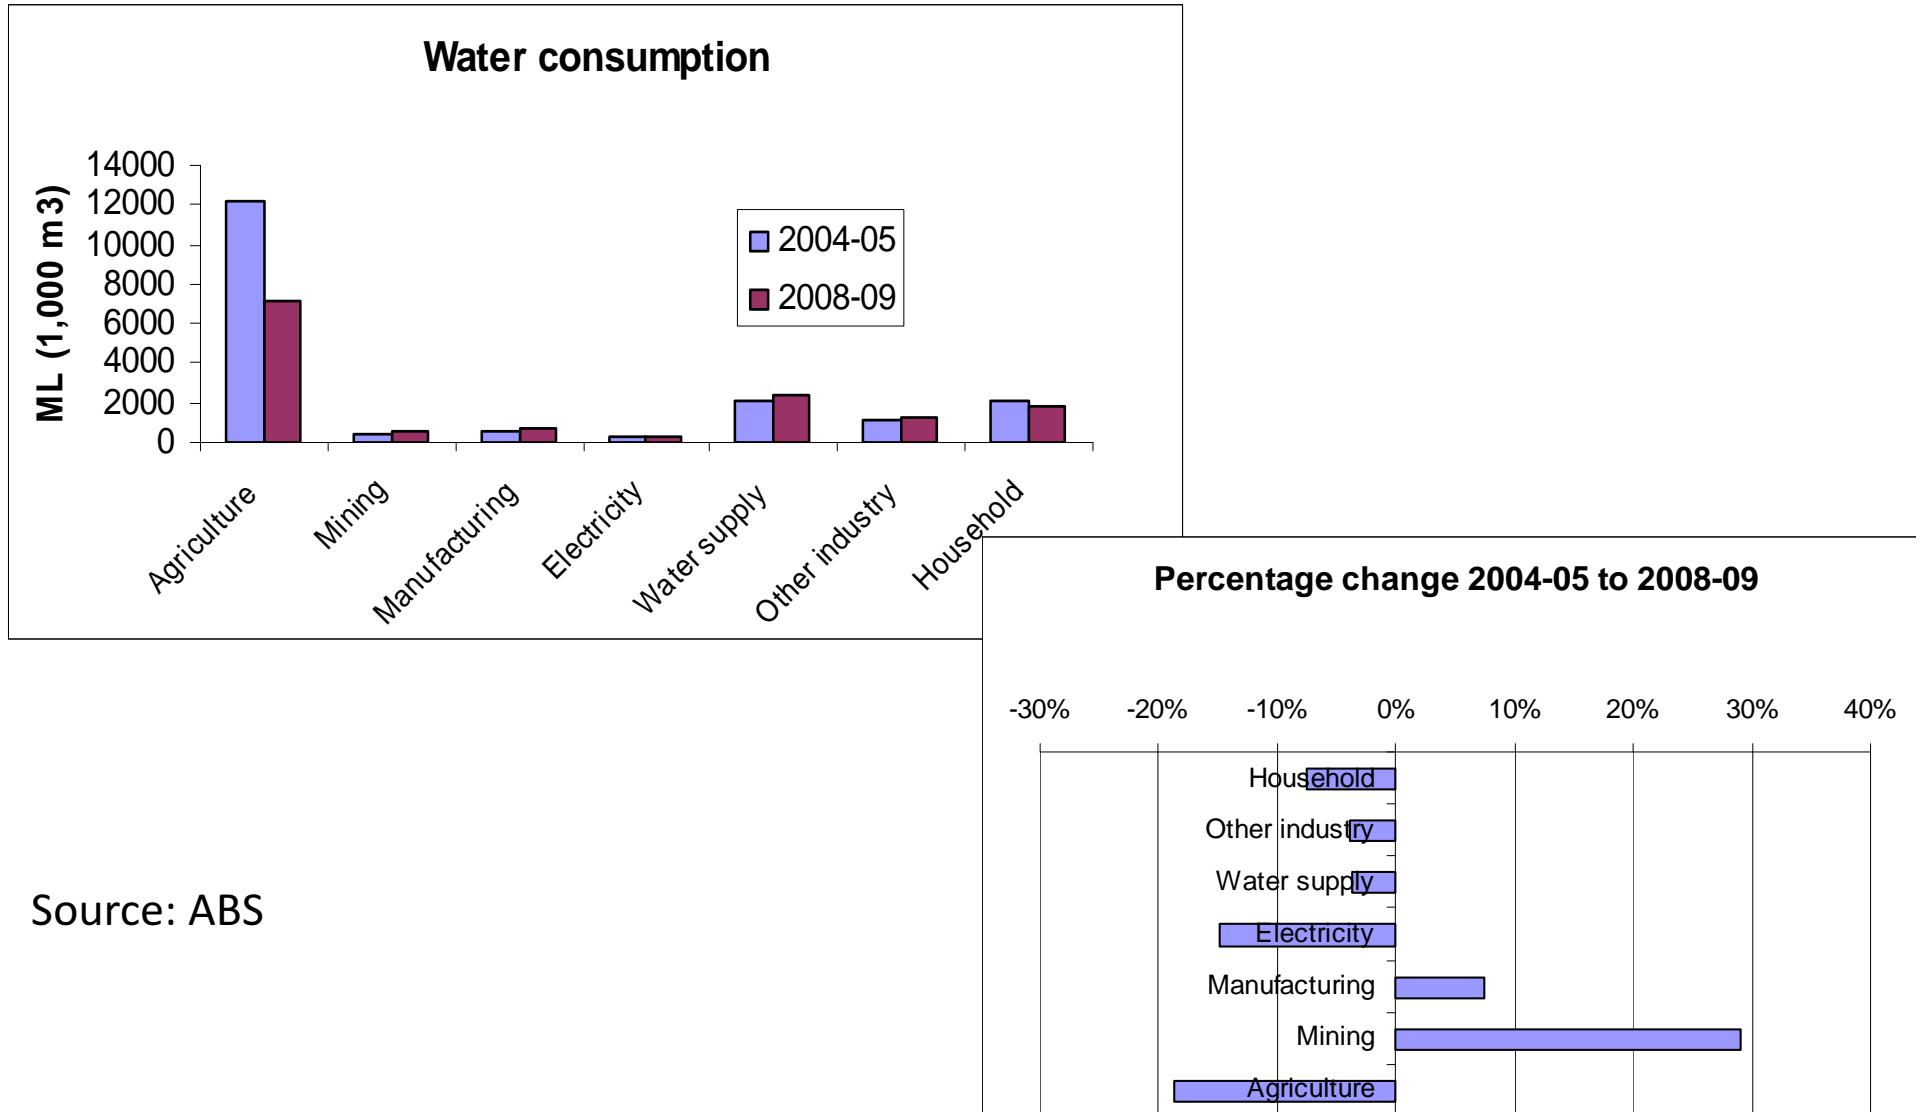 Water consumption
14000
12000
10000
8000
6000
4000
2000
0
ML (1,000 m3)
2004-05
2008-09
Agriculture
Mining
Manufacturing
Electricity
Water supply
Other industry
Household
Percentage change 2004-05 to 2008-09
-30% -20% -10% 0% 10% 20% 30% 40%
Household
Other industry
Water supply
Electricity
Manufacturing
Mining
Agriculture
Source: ABS